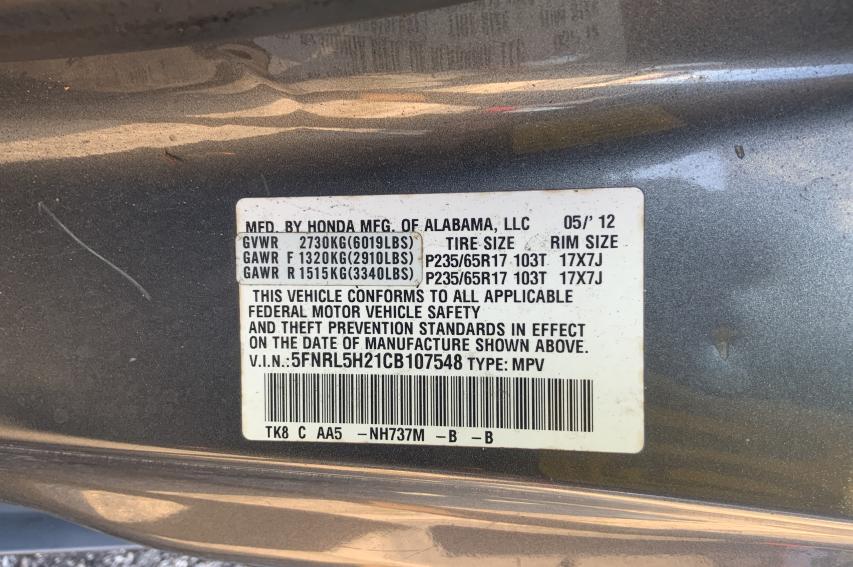 MFD. BY HONDA MFG. OF ALABAMA, LLC 05/' 12
GVWR 2730KG(6019LBS) TIRE SIZE RIM SIZE
GAWR F 1320KG(2910LBS) P235/65R17 103T 17X7J
GAWR R 1515KG(3340LBS) P235/65R17 103T 17X7J
THIS VEHICLE CONFORMS TO ALL APPLICABLE
FEDERAL MOTOR VEHICLE SAFETY
AND THEFT PREVENTION STANDARDS IN EFFECT
ON THE DATE OF MANUFACTURE SHOWN ABOVE.
V.I.N.:5FNRL5H21CB107548 TYPE: MPV
TK8 C AA5 -NH737M -B -B